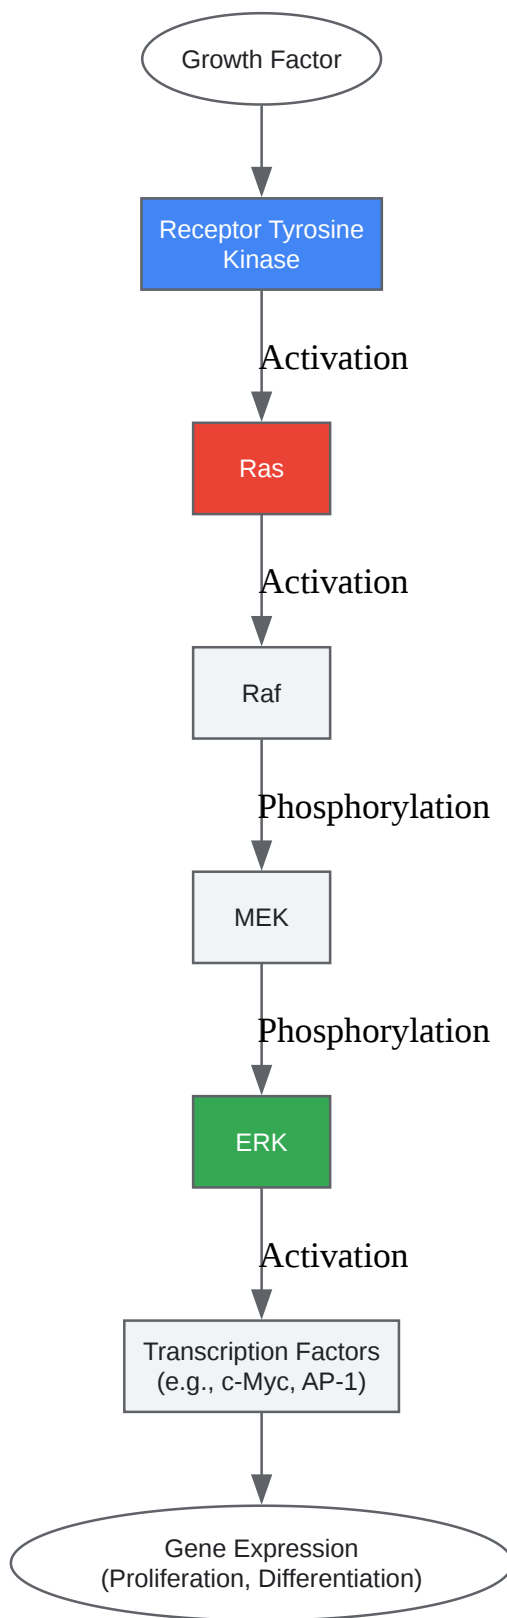 Growth Factor
Receptor Tyrosine
Kinase
Activation
Ras
Activation
Raf
Phosphorylation
MEK
Phosphorylation
ERK
Activation
Transcription Factors
(e.g., c-Myc, AP-1)
Gene Expression
(Proliferation, Differentiation)